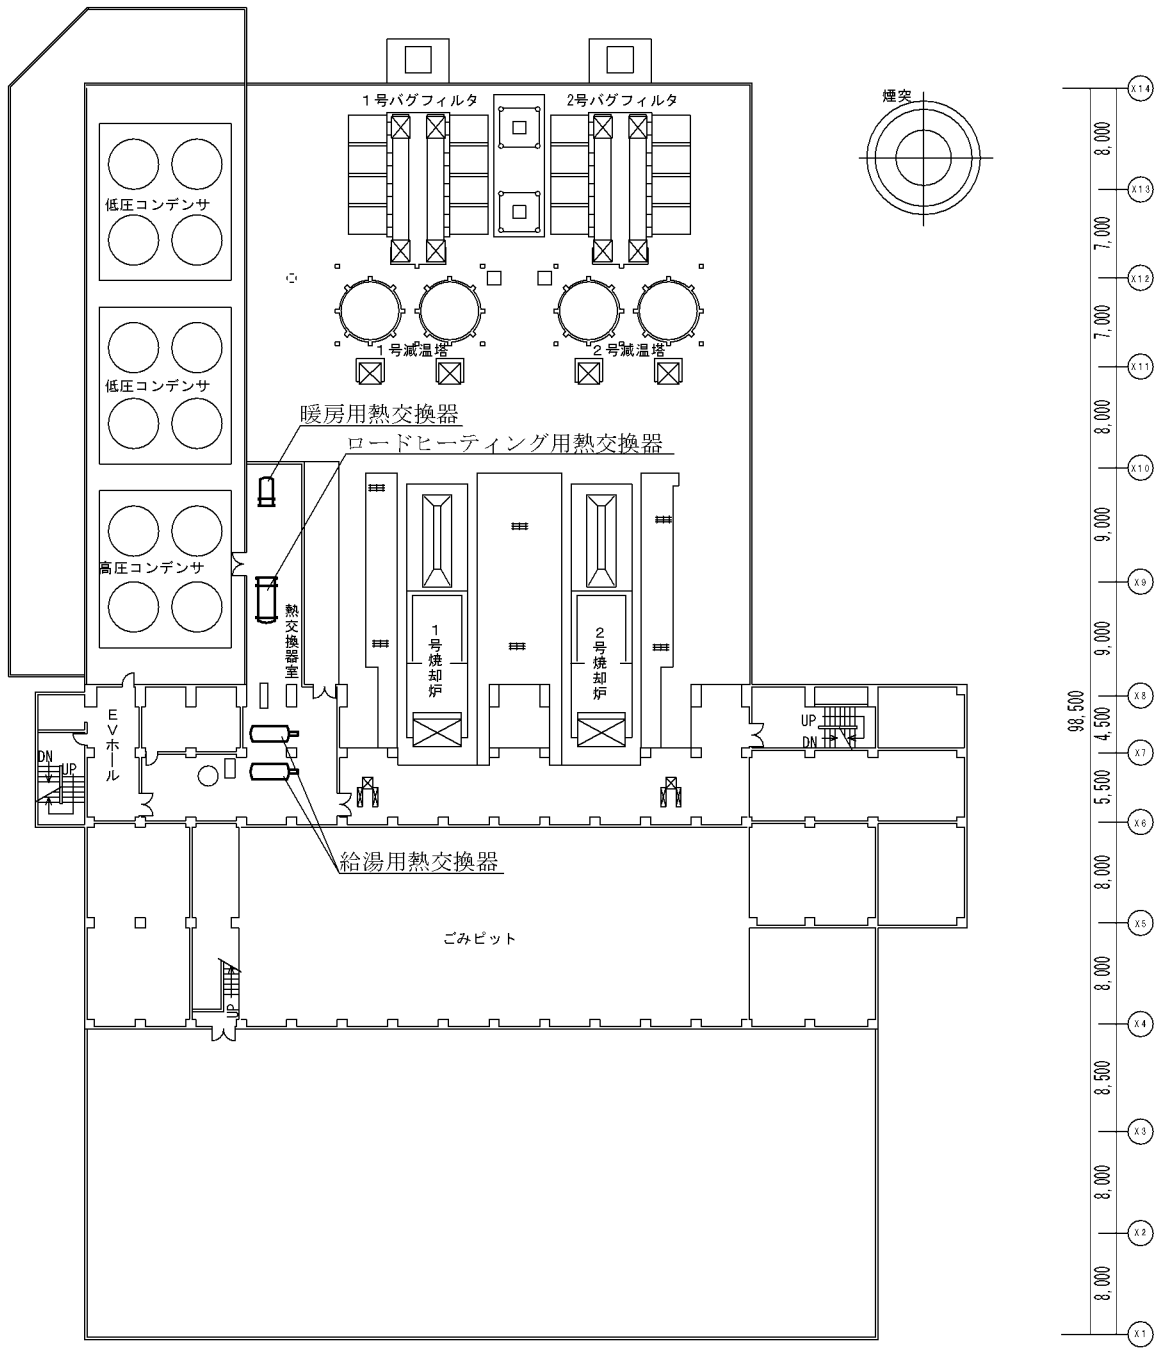 1号バグフィルタ
2号バグフィルタ
煙突
低圧コンデンサ
1号減温塔
2号減温塔
低圧コンデンサ
暖房用熱交換器
ロードヒーティング用熱交換器
高圧コンデンサ
熱交換器室
1号焼却炉
2号焼却炉
EVホール
UP
DN
DN
UP
給湯用熱交換器
ごみピット
UP
X14
8,000
X13
7,000
X12
7,000
X11
8,000
X10
9,000
X9
9,000
X8
98,500
4,500
X7
5,500
X6
8,000
X5
8,000
X4
8,500
X3
8,000
X2
8,000
X1